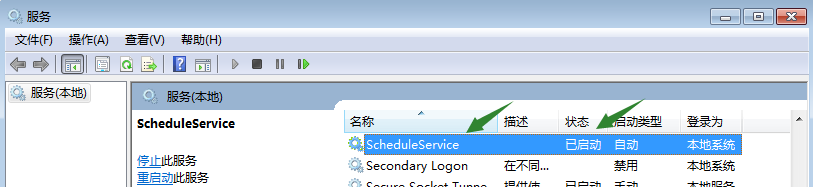 服务
文件(F) 操作(A) 查看(V) 帮助(H)
服务(本地)
服务(本地)
ScheduleService
停止此服务
重启动此服务
名称 描述 状态 启动类型 登录为
ScheduleService 已启动 自动 本地系统
Secondary Logon 在不同... 禁用 本地系统
Secure Socket Tunne... 提供使... 已启动 手动 本地服务